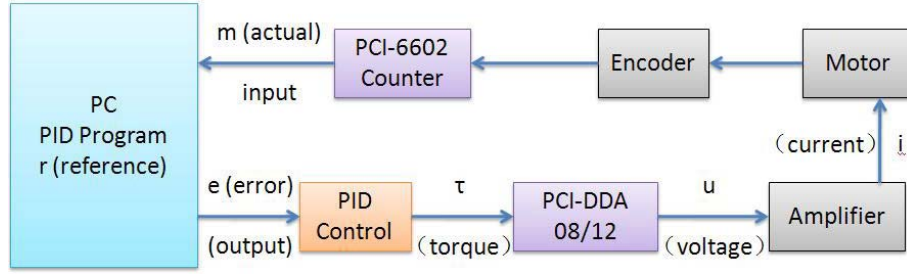 m (actual)
input
PCI-6602
Counter
Encoder
Motor
PC
PID Program
r (reference)
(current) i
e (error)
(output)
PID
Control
τ
(torque)
PCI-DDA
08/12
u
(voltage)
Amplifier